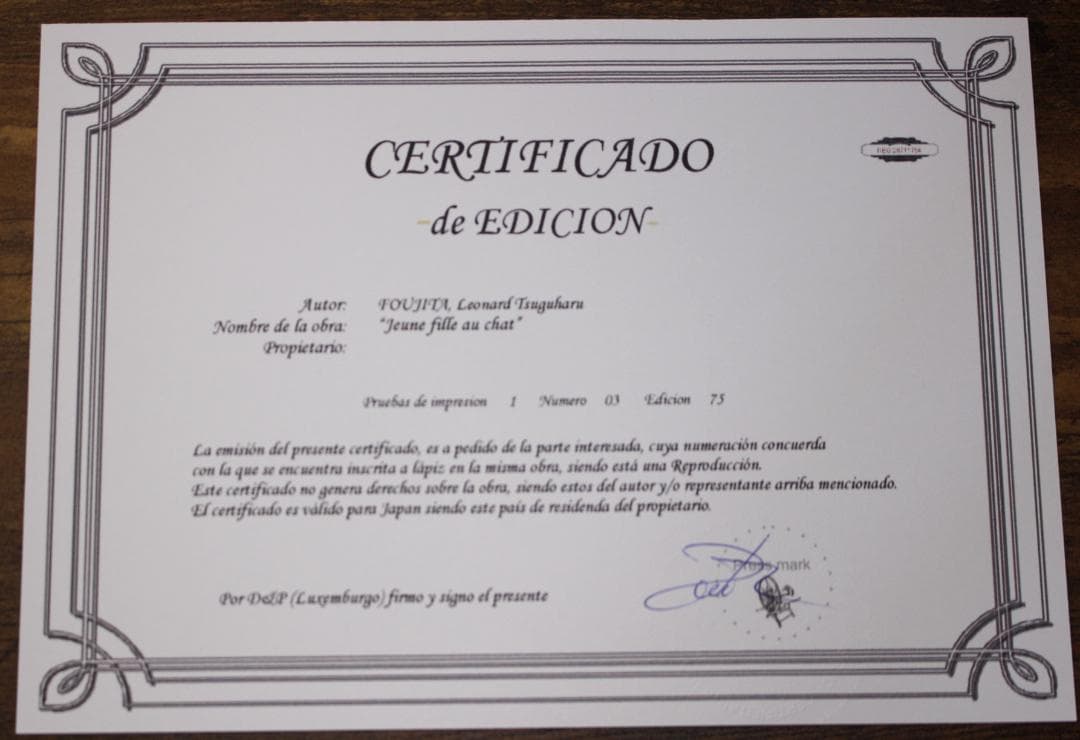 CERTIFICADO
-de EDICION-
Autor: FOUJITA, Leonard Tsuguharu
Nombre de la obra: "Jeune fille au chat"
Propietario:
Pruebas de impresion 1 Numero 03 Edicion 75
La emisión del presente certificado, es a pedido de la parte interesada, cuya numeración concuerda
con la que se encuentra inscrita a lápiz en la misma obra, siendo está una Reproducción.
Este certificado no genera derechos sobre la obra, siendo estos del autor y/o representante arriba mencionado.
El certificado es válido para Japan siendo este país de residenda del propietario.
Press mark
Por D&P (Luxemburgo) firmo y signo el presente